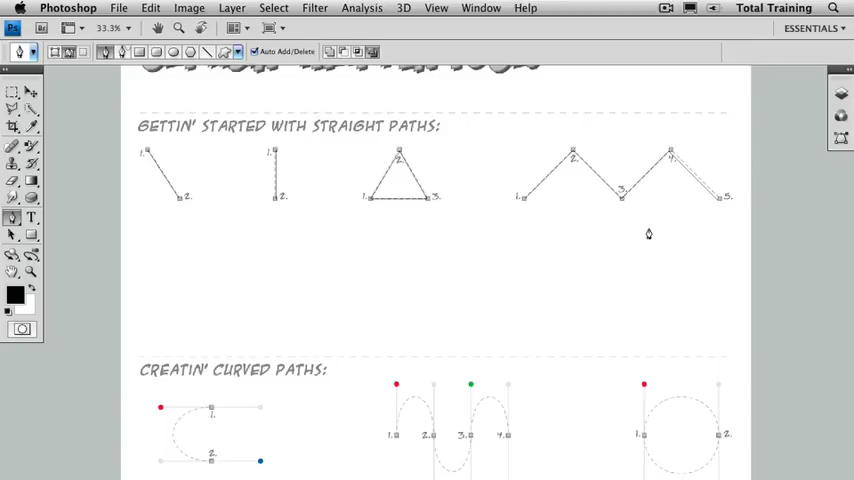 Photoshop File Edit Image Layer Select Filter Analysis 3D View Window Help Total Training
Ps Br 33.3% ESSENTIALS
Auto Add/Delete
GETTIN' STARTED WITH STRAIGHT PATHS:
1. 1. 2. 2. 4.
2. 2. 1. 3. 1. 3. 5.
CREATIN' CURVED PATHS:
1.
1. 2. 3. 4. 1. 2.
2.
T